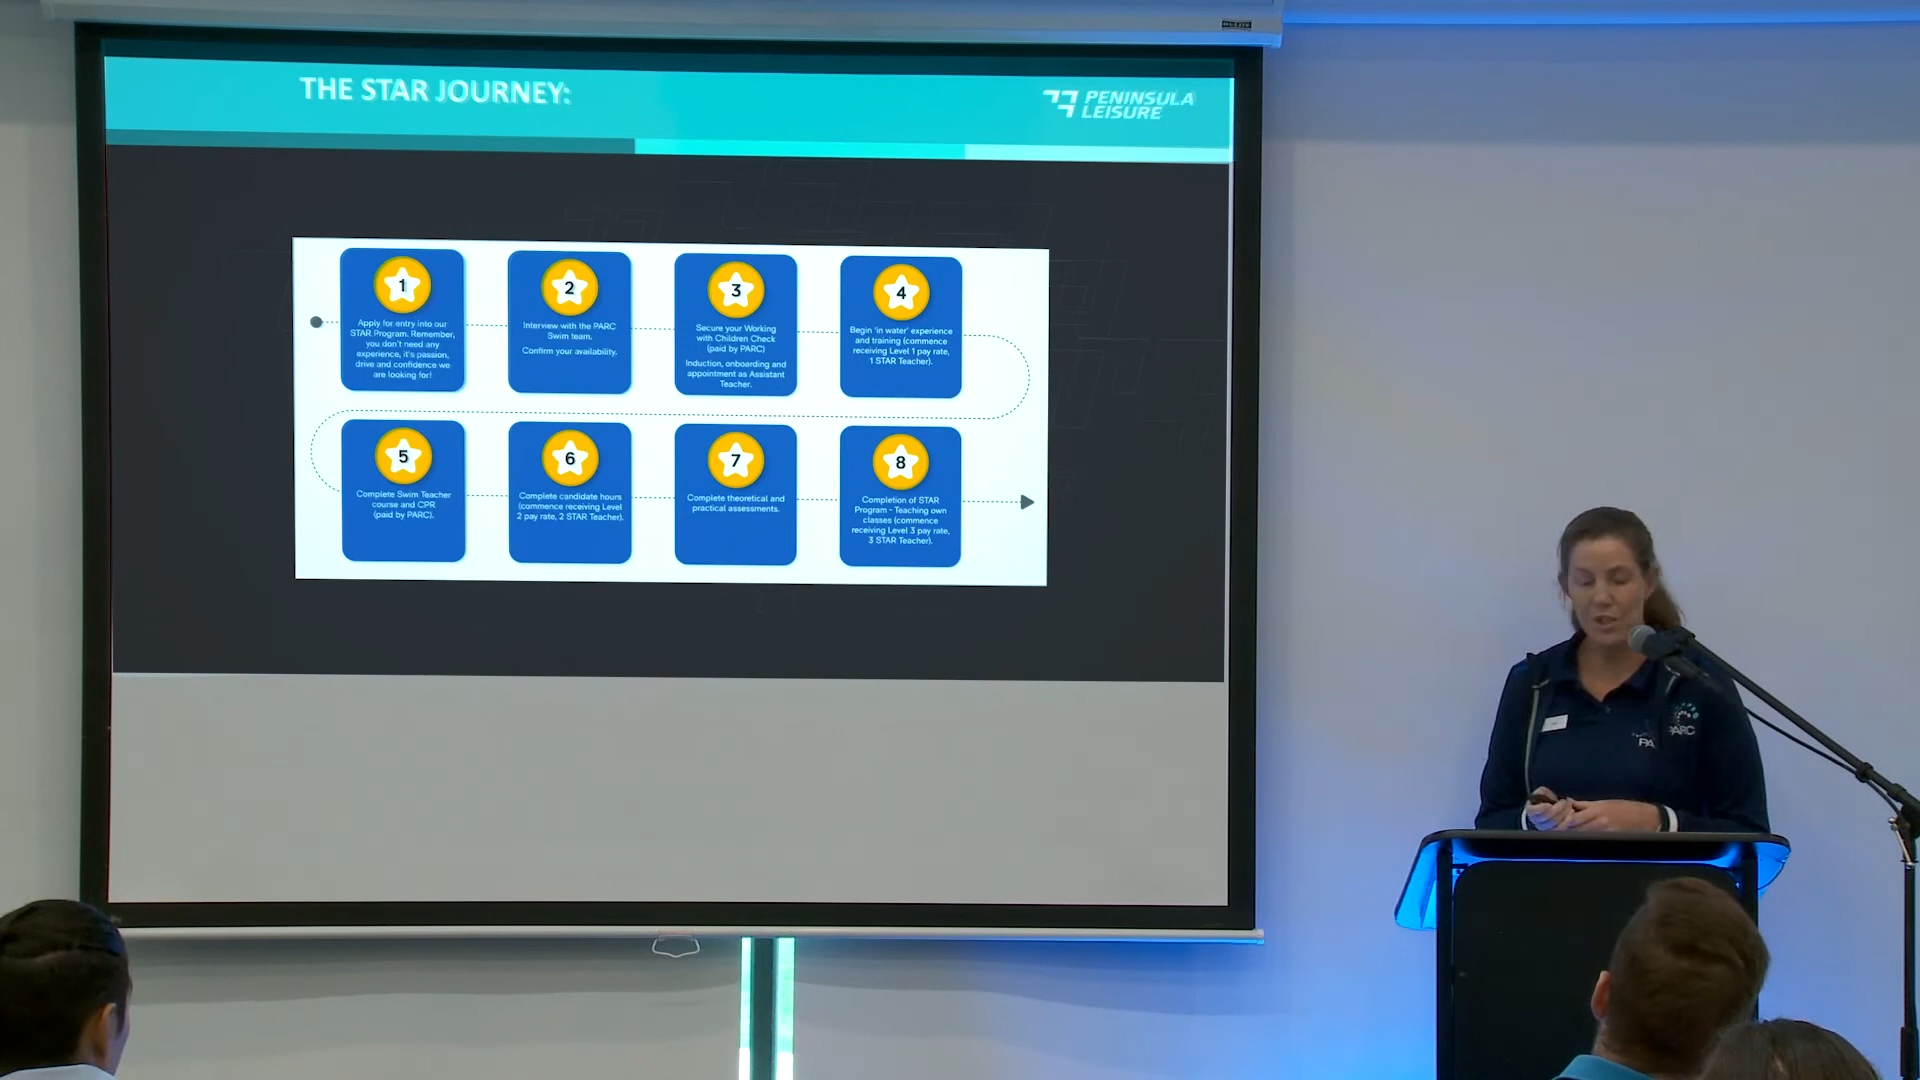 THE STAR JOURNEY:
PENINSULA
LEISURE
1
Apply for entry into our
STAR Program. Remember,
you don't need any
experience, it's passion,
drive and confidence we
are looking for!
2
Interview with the PARC
Swim team.
Confirm your availability.
3
Secure your Working
with Children Check
(paid by PARC)
Induction, onboarding and
appointment as Assistant
Teacher.
4
Begin 'in water' experience
and training (commence
receiving Level 1 pay rate,
1 STAR Teacher).
5
Complete Swim Teacher
course and CPR
(paid by PARC).
6
Complete candidate hours
(commence receiving Level
2 pay rate, 2 STAR Teacher).
7
Complete theoretical and
practical assessments.
8
Completion of STAR
Program - Teaching own
classes (commence
receiving Level 3 pay rate,
3 STAR Teacher).
PA
PARC